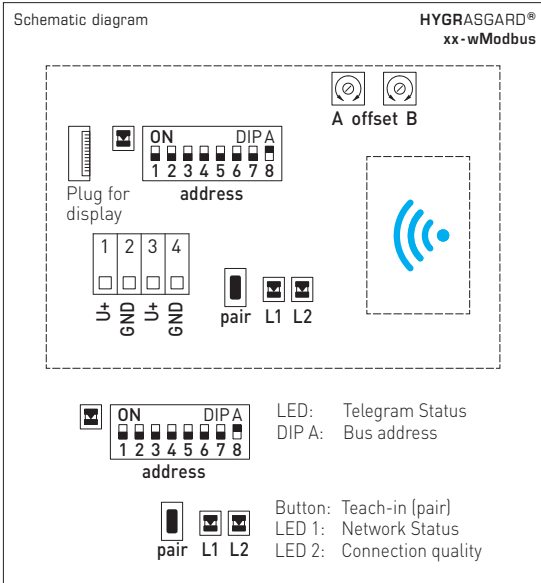 Schematic diagram
HYGRASGARD®
xx-wModbus
A offset B
ON DIP A
1 2 3 4 5 6 7 8
address
Plug for
display
1 2 3 4
U+ GND U+ GND
pair L1 L2
ON DIP A
1 2 3 4 5 6 7 8
address
LED: Telegram Status
DIP A: Bus address
pair L1 L2
Button: Teach-in (pair)
LED 1: Network Status
LED 2: Connection quality